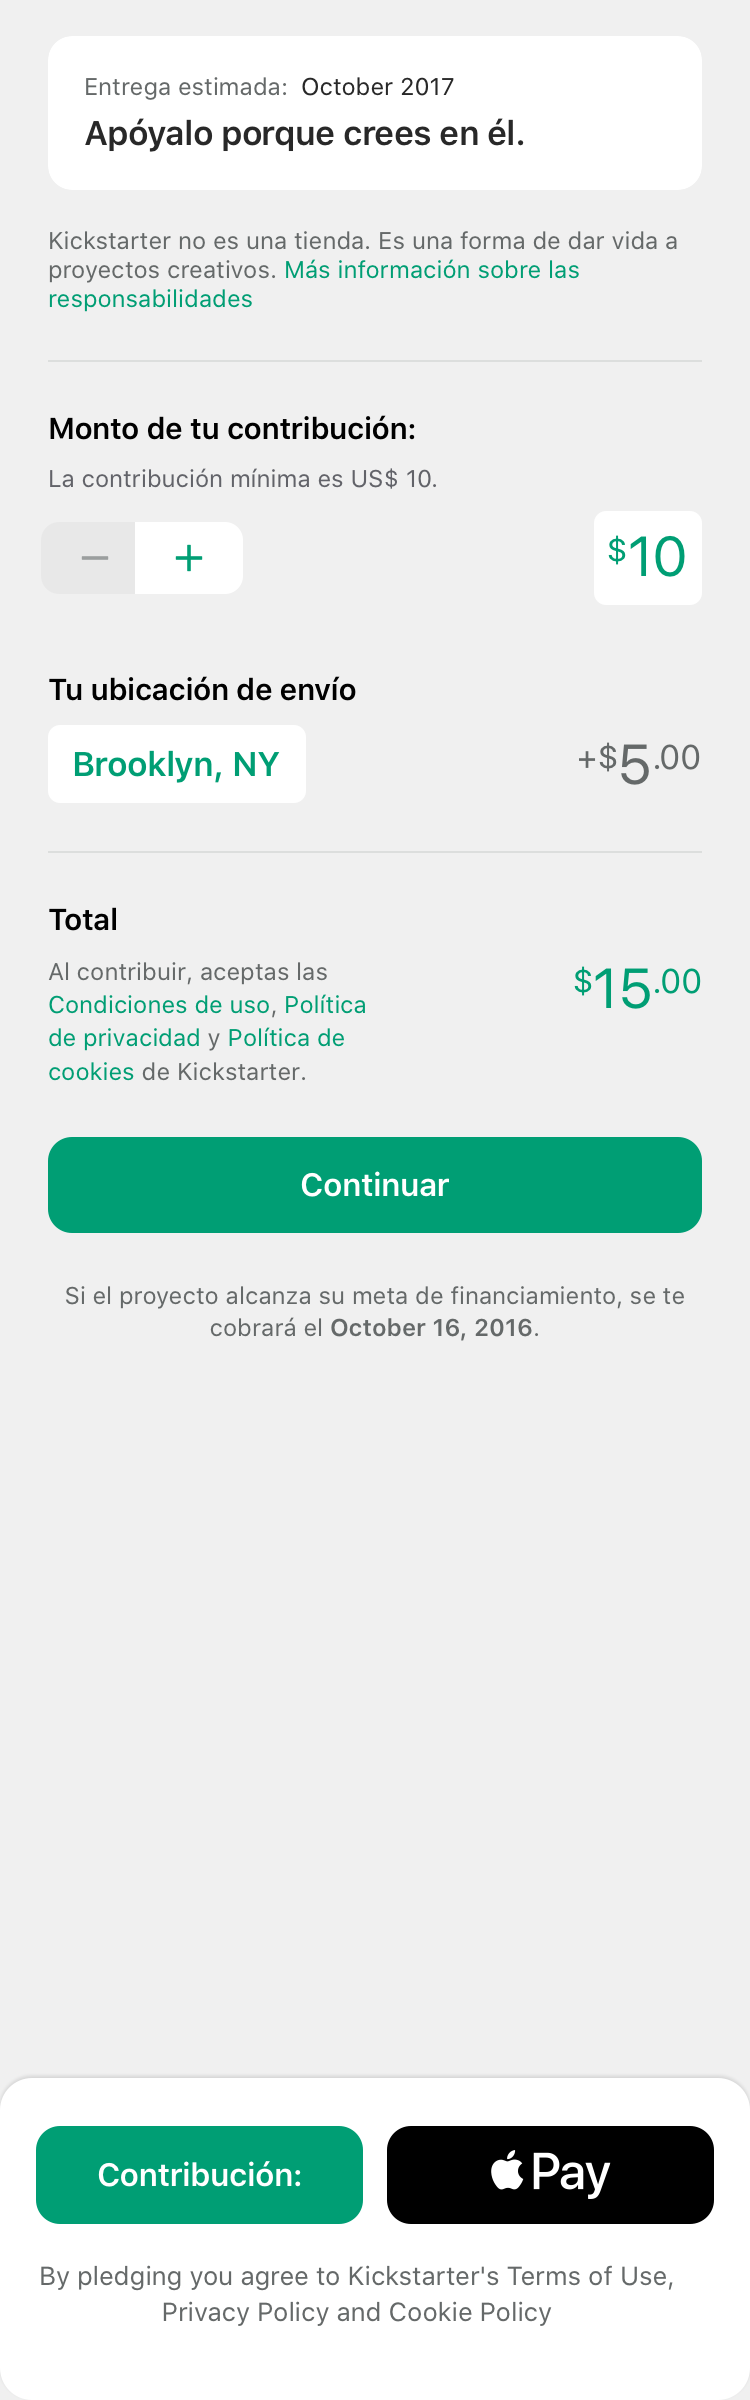 Entrega estimada: October 2017
Apóyalo porque crees en él.
Kickstarter no es una tienda. Es una forma de dar vida a
proyectos creativos. Más información sobre las
responsabilidades
Monto de tu contribución:
La contribución mínima es US$ 10.
− + $10
Tu ubicación de envío
Brooklyn, NY +$5.00
Total
Al contribuir, aceptas las
Condiciones de uso, Política
de privacidad y Política de
cookies de Kickstarter.
$15.00
Continuar
Si el proyecto alcanza su meta de financiamiento, se te
cobrará el October 16, 2016.
Contribución: Pay
By pledging you agree to Kickstarter's Terms of Use,
Privacy Policy and Cookie Policy